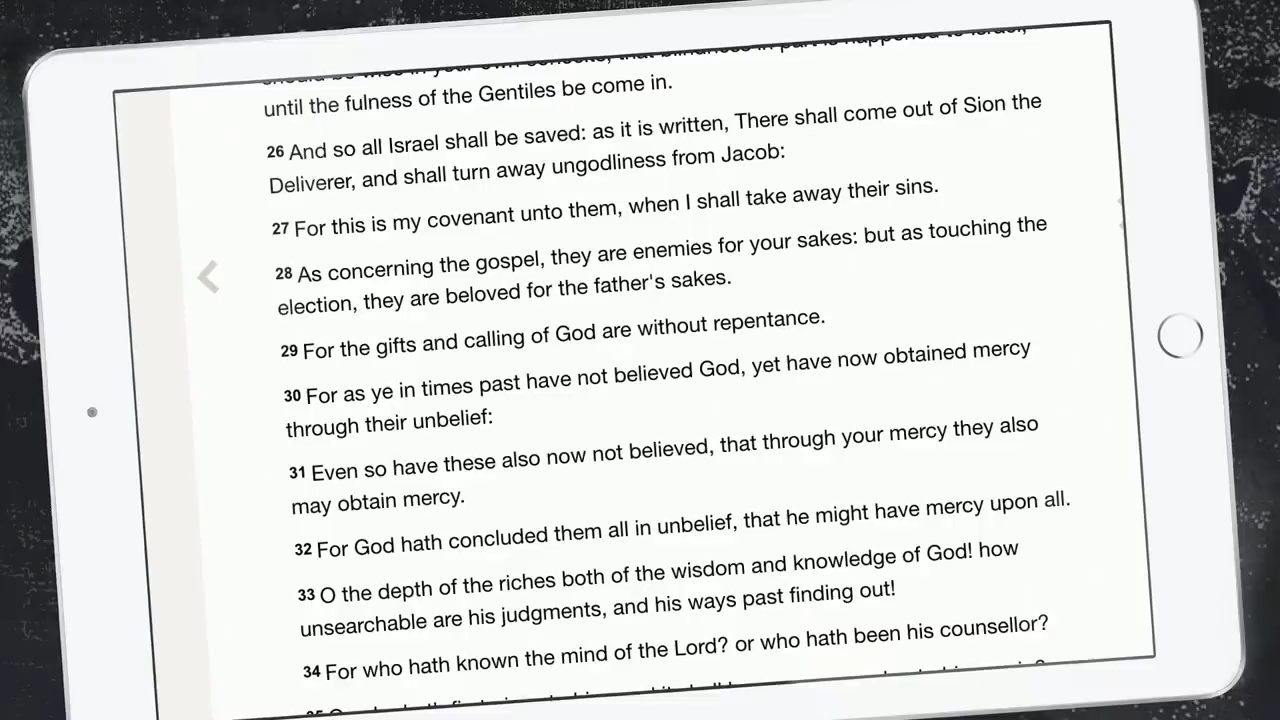 until the fulness of the Gentiles be come in.
26 And so all Israel shall be saved: as it is written, There shall come out of Sion the
Deliverer, and shall turn away ungodliness from Jacob:
27 For this is my covenant unto them, when I shall take away their sins.
28 As concerning the gospel, they are enemies for your sakes: but as touching the
election, they are beloved for the father's sakes.
29 For the gifts and calling of God are without repentance.
30 For as ye in times past have not believed God, yet have now obtained mercy
through their unbelief:
31 Even so have these also now not believed, that through your mercy they also
may obtain mercy.
32 For God hath concluded them all in unbelief, that he might have mercy upon all.
33 O the depth of the riches both of the wisdom and knowledge of God! how
unsearchable are his judgments, and his ways past finding out!
34 For who hath known the mind of the Lord? or who hath been his counsellor?